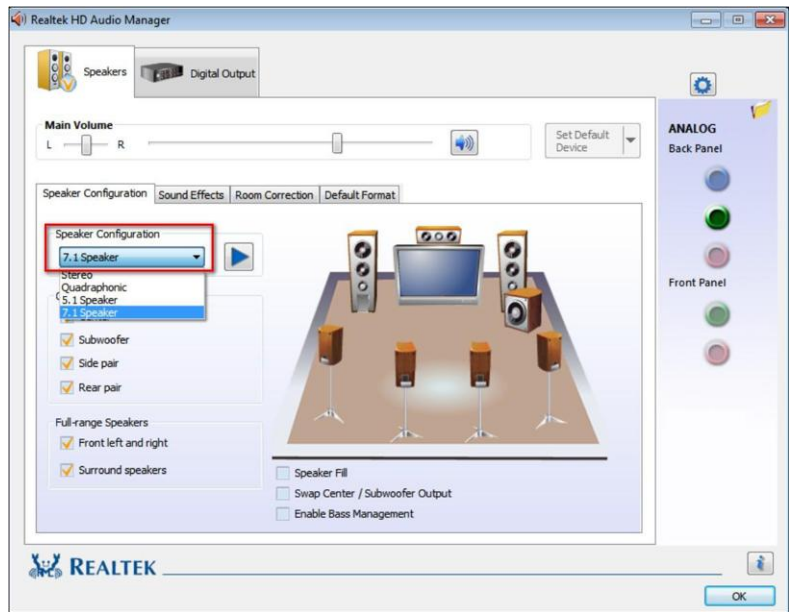 Realtek HD Audio Manager
Speakers
Digital Output
Main Volume
L
R
Set Default
Device
ANALOG
Back Panel
Speaker Configuration
Sound Effects
Room Correction
Default Format
Speaker Configuration
7.1 Speaker
Stereo
Quadraphonic
5.1 Speaker
7.1 Speaker
Subwoofer
Side pair
Rear pair
Full-range Speakers
Front left and right
Surround speakers
Speaker Fill
Swap Center / Subwoofer Output
Enable Bass Management
Front Panel
REALTEK
OK